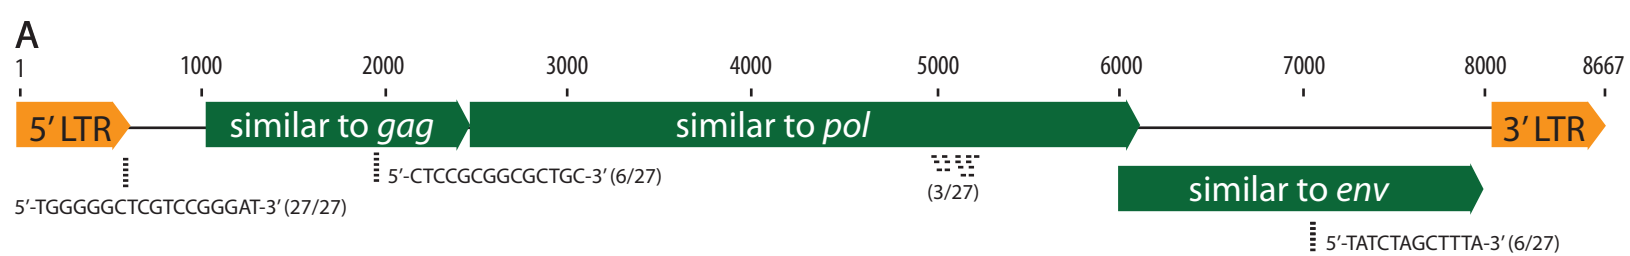 A
1 1000 2000 3000 4000 5000 6000 7000 8000 8667
5' LTR similar to gag similar to pol 3' LTR
5'-CTCCGCGGCGCTGC-3' (6/27) (3/27) similar to env
5'-TGGGGGCTCGTCCGGGAT-3' (27/27)
5'-TATCTAGCTTTA-3' (6/27)